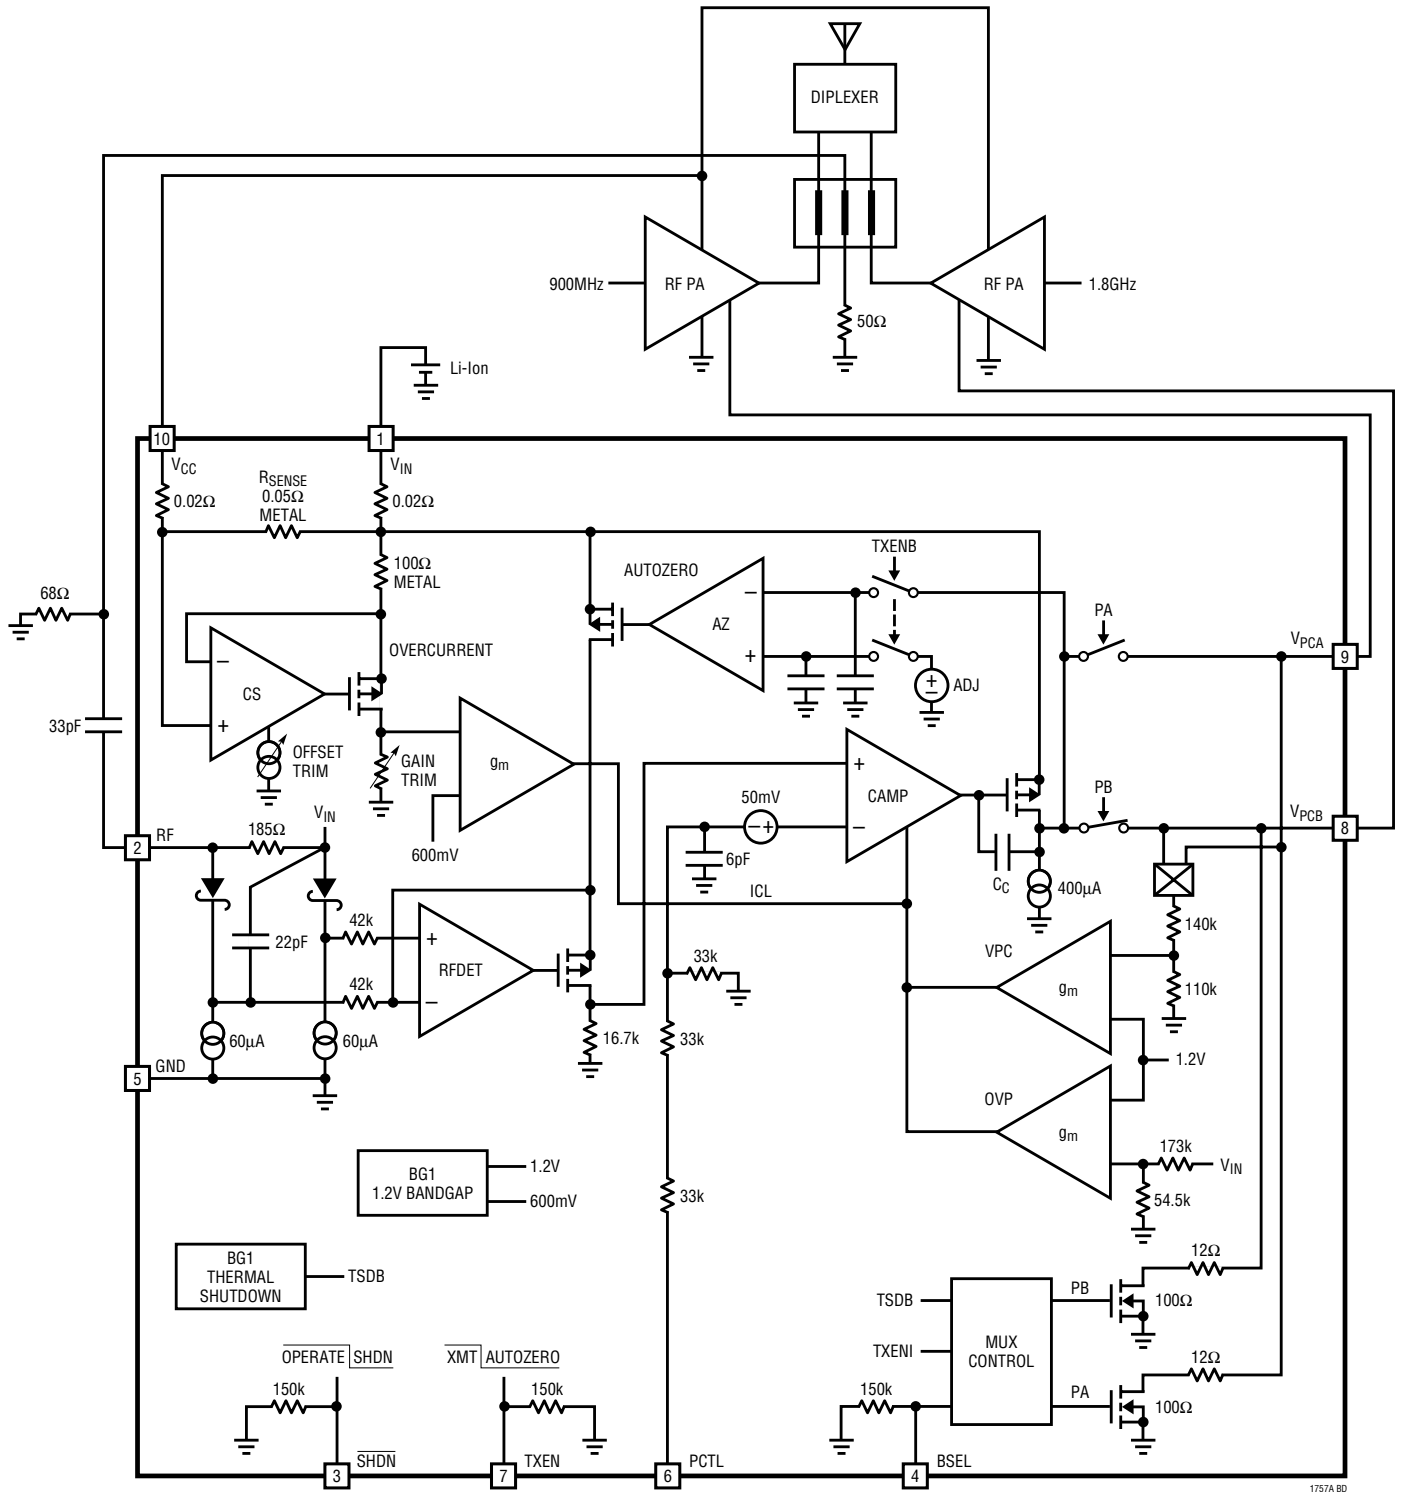 DIPLEXER
900MHz
RF PA
RF PA
1.8GHz
50Ω
Li-Ion
10
1
VCC
VIN
RSENSE
0.05Ω
METAL
0.02Ω
0.02Ω
100Ω
METAL
AUTOZERO
TXENB
68Ω
AZ
–
+
PA
VPCA
9
OVERCURRENT
–
CS
+
ADJ
+
–
33pF
OFFSET
TRIM
GAIN
TRIM
gm
600mV
50mV
– +
+
CAMP
–
PB
VPCB
8
VIN
2
RF
185Ω
6pF
CC
400µA
ICL
22pF
42k
42k
+
RFDET
–
33k
140k
VPC
gm
110k
60µA
60µA
16.7k
33k
1.2V
5
GND
OVP
gm
173k
VIN
54.5k
BG1
1.2V BANDGAP
1.2V
600mV
33k
BG1
THERMAL
SHUTDOWN
TSDB
12Ω
PB
100Ω
TSDB
TXENI
MUX
CONTROL
12Ω
PA
100Ω
OPERATE SHDN
XMT AUTOZERO
150k
150k
150k
3
SHDN
7
TXEN
6
PCTL
4
BSEL
1757A BD